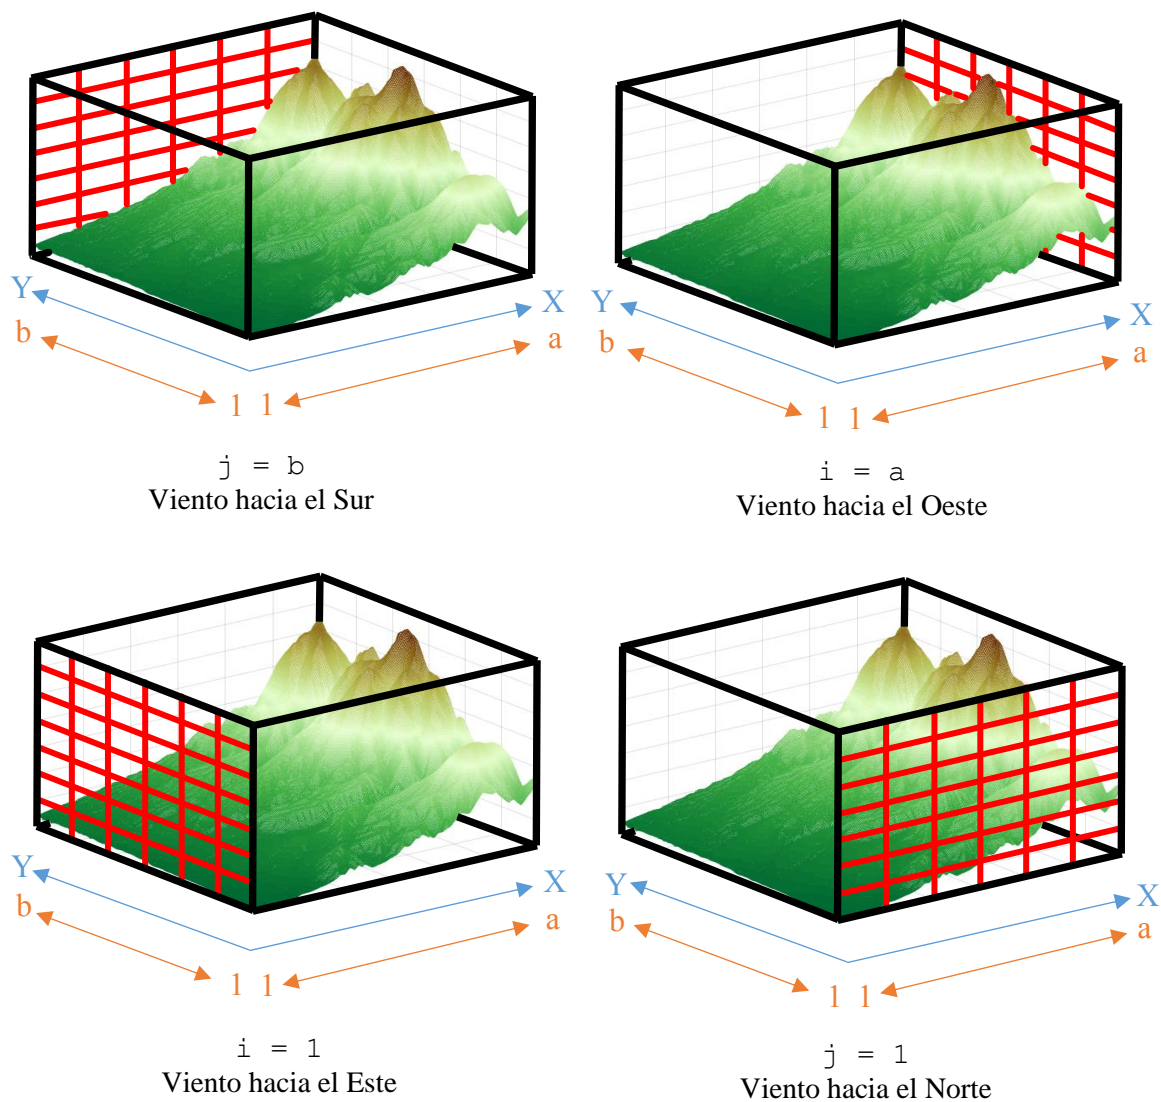 Y
X
b
a
1 1
j = b
Viento hacia el Sur
Y
X
b
a
1 1
i = a
Viento hacia el Oeste
Y
X
b
a
1 1
i = 1
Viento hacia el Este
Y
X
b
a
1 1
j = 1
Viento hacia el Norte